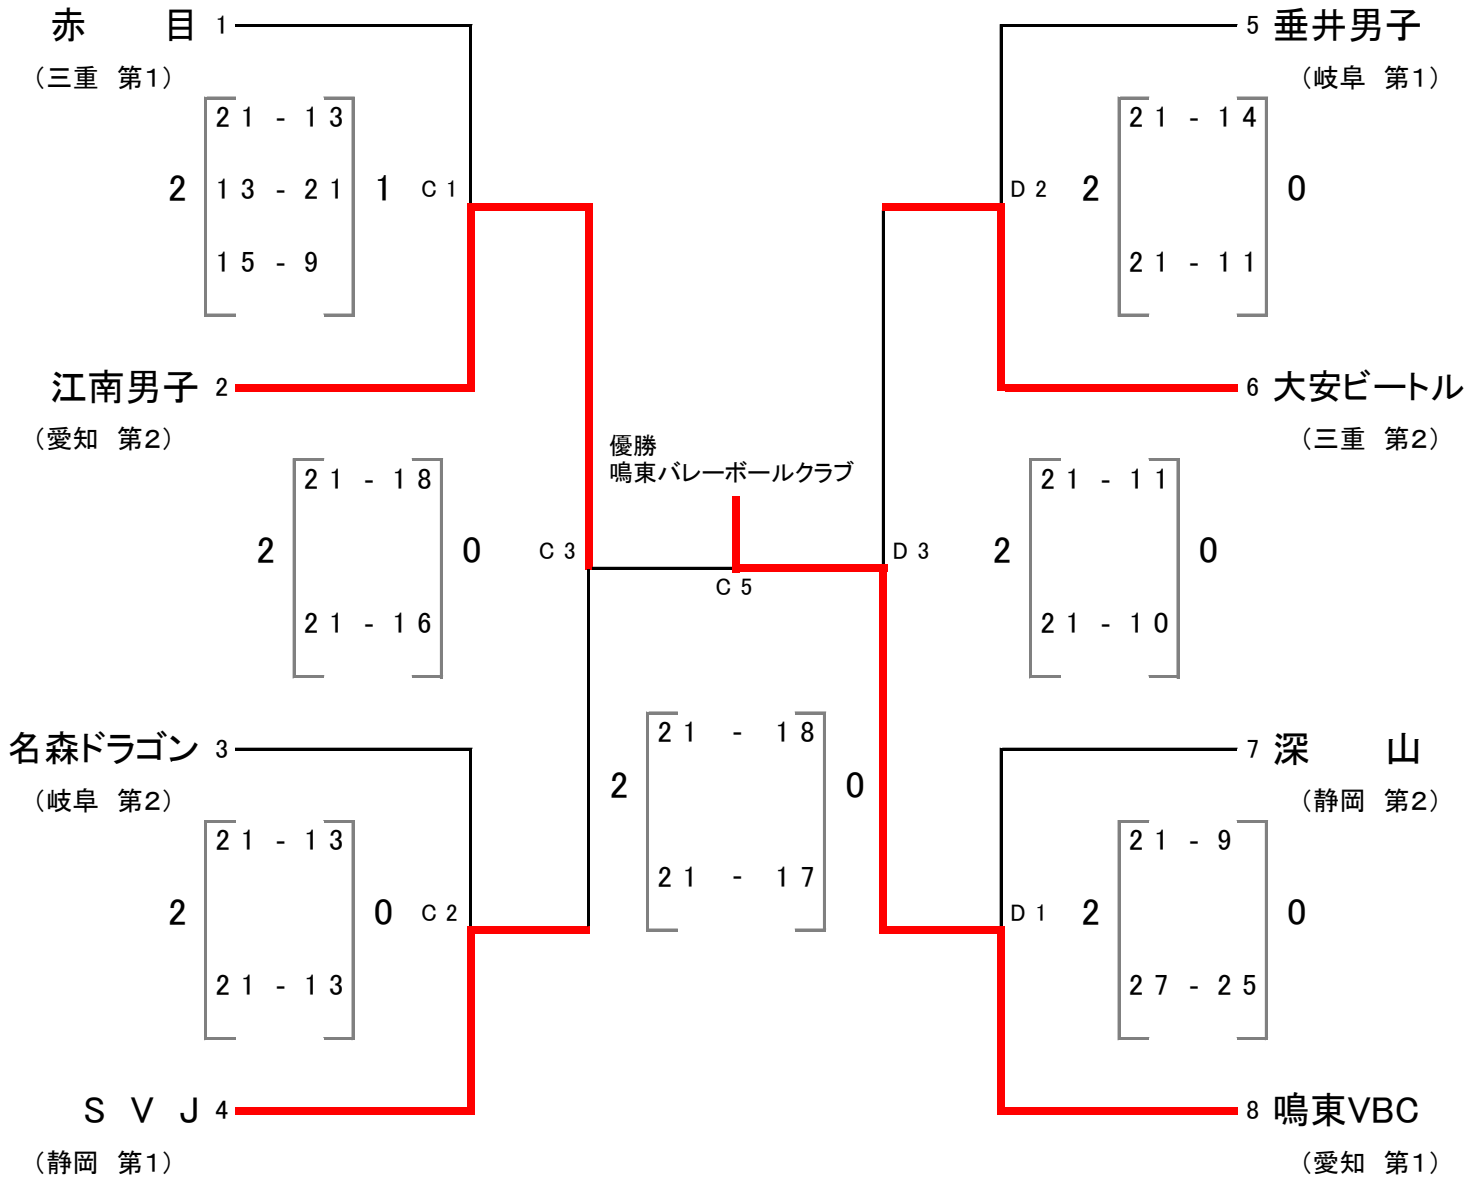 赤　目 1
（三重 第1）
21 - 13
2 13 - 21 1 C1
15 - 9
江南男子 2
（愛知 第2）
21 - 18
2 0 C3
21 - 16
名森ドラゴン 3
（岐阜 第2）
21 - 13
2 0 C2
21 - 13
S V J 4
（静岡 第1）
優勝
鳴東バレーボールクラブ
C5
21 - 18
2 0
21 - 17
5 垂井男子
（岐阜 第1）
21 - 14
D2 2 0
21 - 11
6 大安ビートル
（三重 第2）
21 - 11
D3 2 0
21 - 10
7 深　山
（静岡 第2）
21 - 9
D1 2 0
27 - 25
8 鳴東VBC
（愛知 第1）